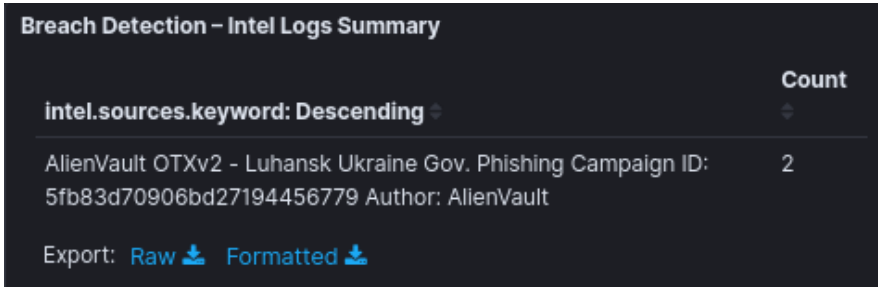 Breach Detection – Intel Logs Summary
Count
intel.sources.keyword: Descending
AlienVault OTXv2 - Luhansk Ukraine Gov. Phishing Campaign ID: 2
5fb83d70906bd27194456779 Author: AlienVault
Export: Raw Formatted